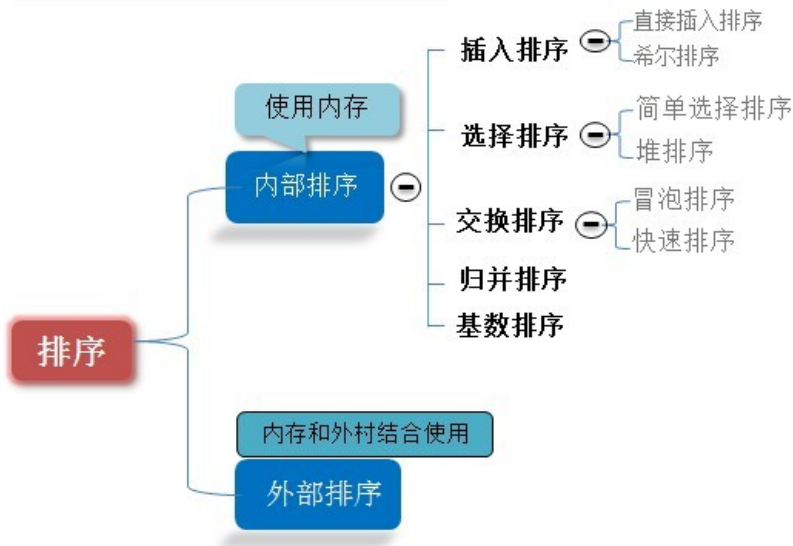 排序
使用内存
内部排序
插入排序
直接插入排序
希尔排序
选择排序
简单选择排序
堆排序
交换排序
冒泡排序
快速排序
归并排序
基数排序
内存和外村结合使用
外部排序